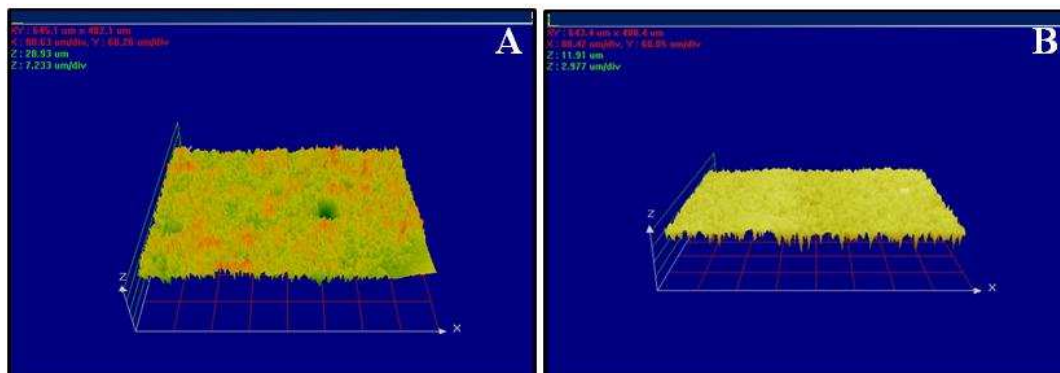 A
XY : 645.1 um x 482.1 um
X : 80.63 um/div, Y : 60.26 um/div
Z : 28.93 um
Z : 7.233 um/div
Z
X
B
Z : 11.91 um
Z : 2.977 um/div
Z
X